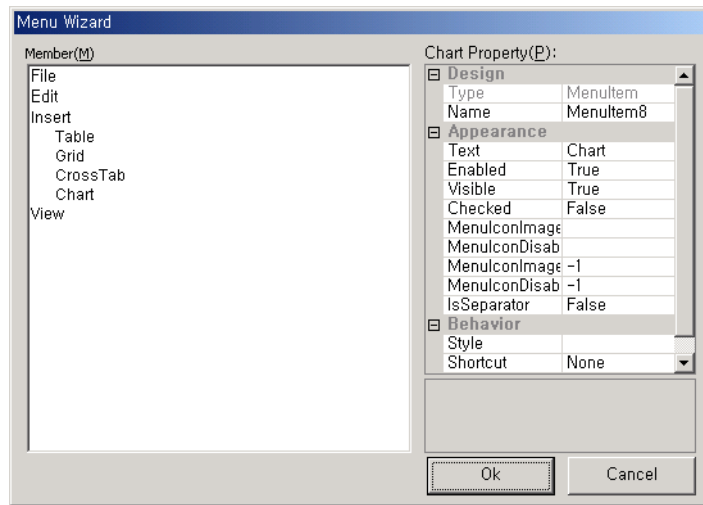 Menu Wizard
Member(M)
File
Edit
Insert
Table
Grid
CrossTab
Chart
View
Chart Property(P):
Design
Type MenuItem
Name MenuItem8
Appearance
Text Chart
Enabled True
Visible True
Checked False
MenuIconImage
MenuIconDisab
MenuIconImage -1
MenuIconDisab -1
IsSeparator False
Behavior
Style
Shortcut None
Ok Cancel